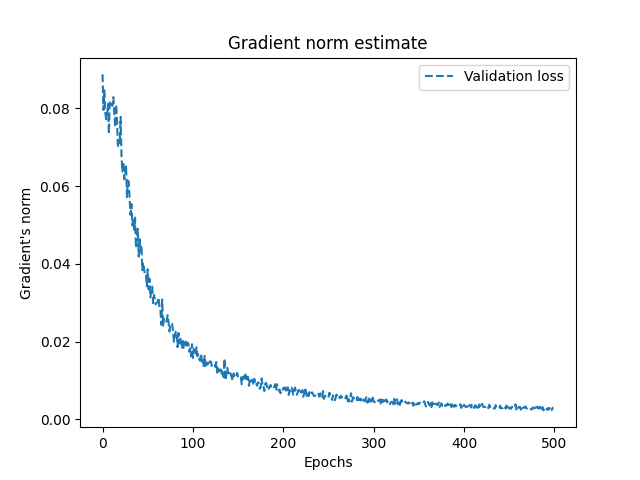 Gradient norm estimate
Validation loss
0.08
0.06
0.04
0.02
0.00
Gradient's norm
0 100 200 300 400 500
Epochs